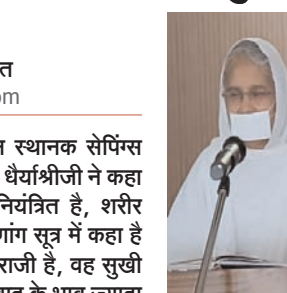 त
om
स्थानक सेपिंग्स
धैर्याश्रीजी ने कहा
नियंत्रित है, शरीर
गांग सूत्र में कहा है
राजी है, वह सुखी